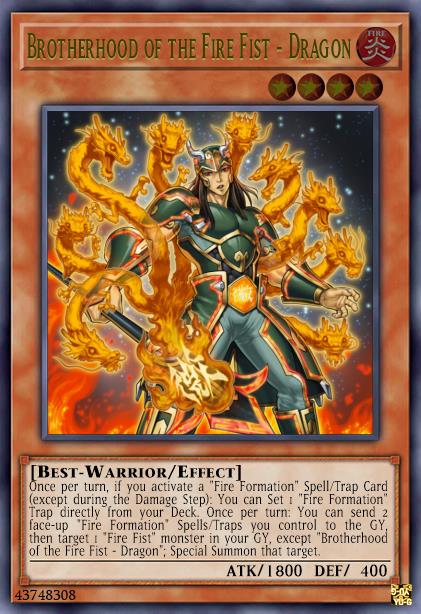 BROTHERHOOD OF THE FIRE FIST - DRAGON
FIRE
炎
[BEST-WARRIOR/EFFECT]
Once per turn, if you activate a "Fire Formation" Spell/Trap Card
(except during the Damage Step): You can Set 1 "Fire Formation"
Trap directly from your Deck. Once per turn: You can send 2
face-up "Fire Formation" Spells/Traps you control to the GY,
then target 1 "Fire Fist" monster in your GY, except "Brotherhood
of the Fire Fist - Dragon"; Special Summon that target.
ATK/1800 DEF/ 400
43748308